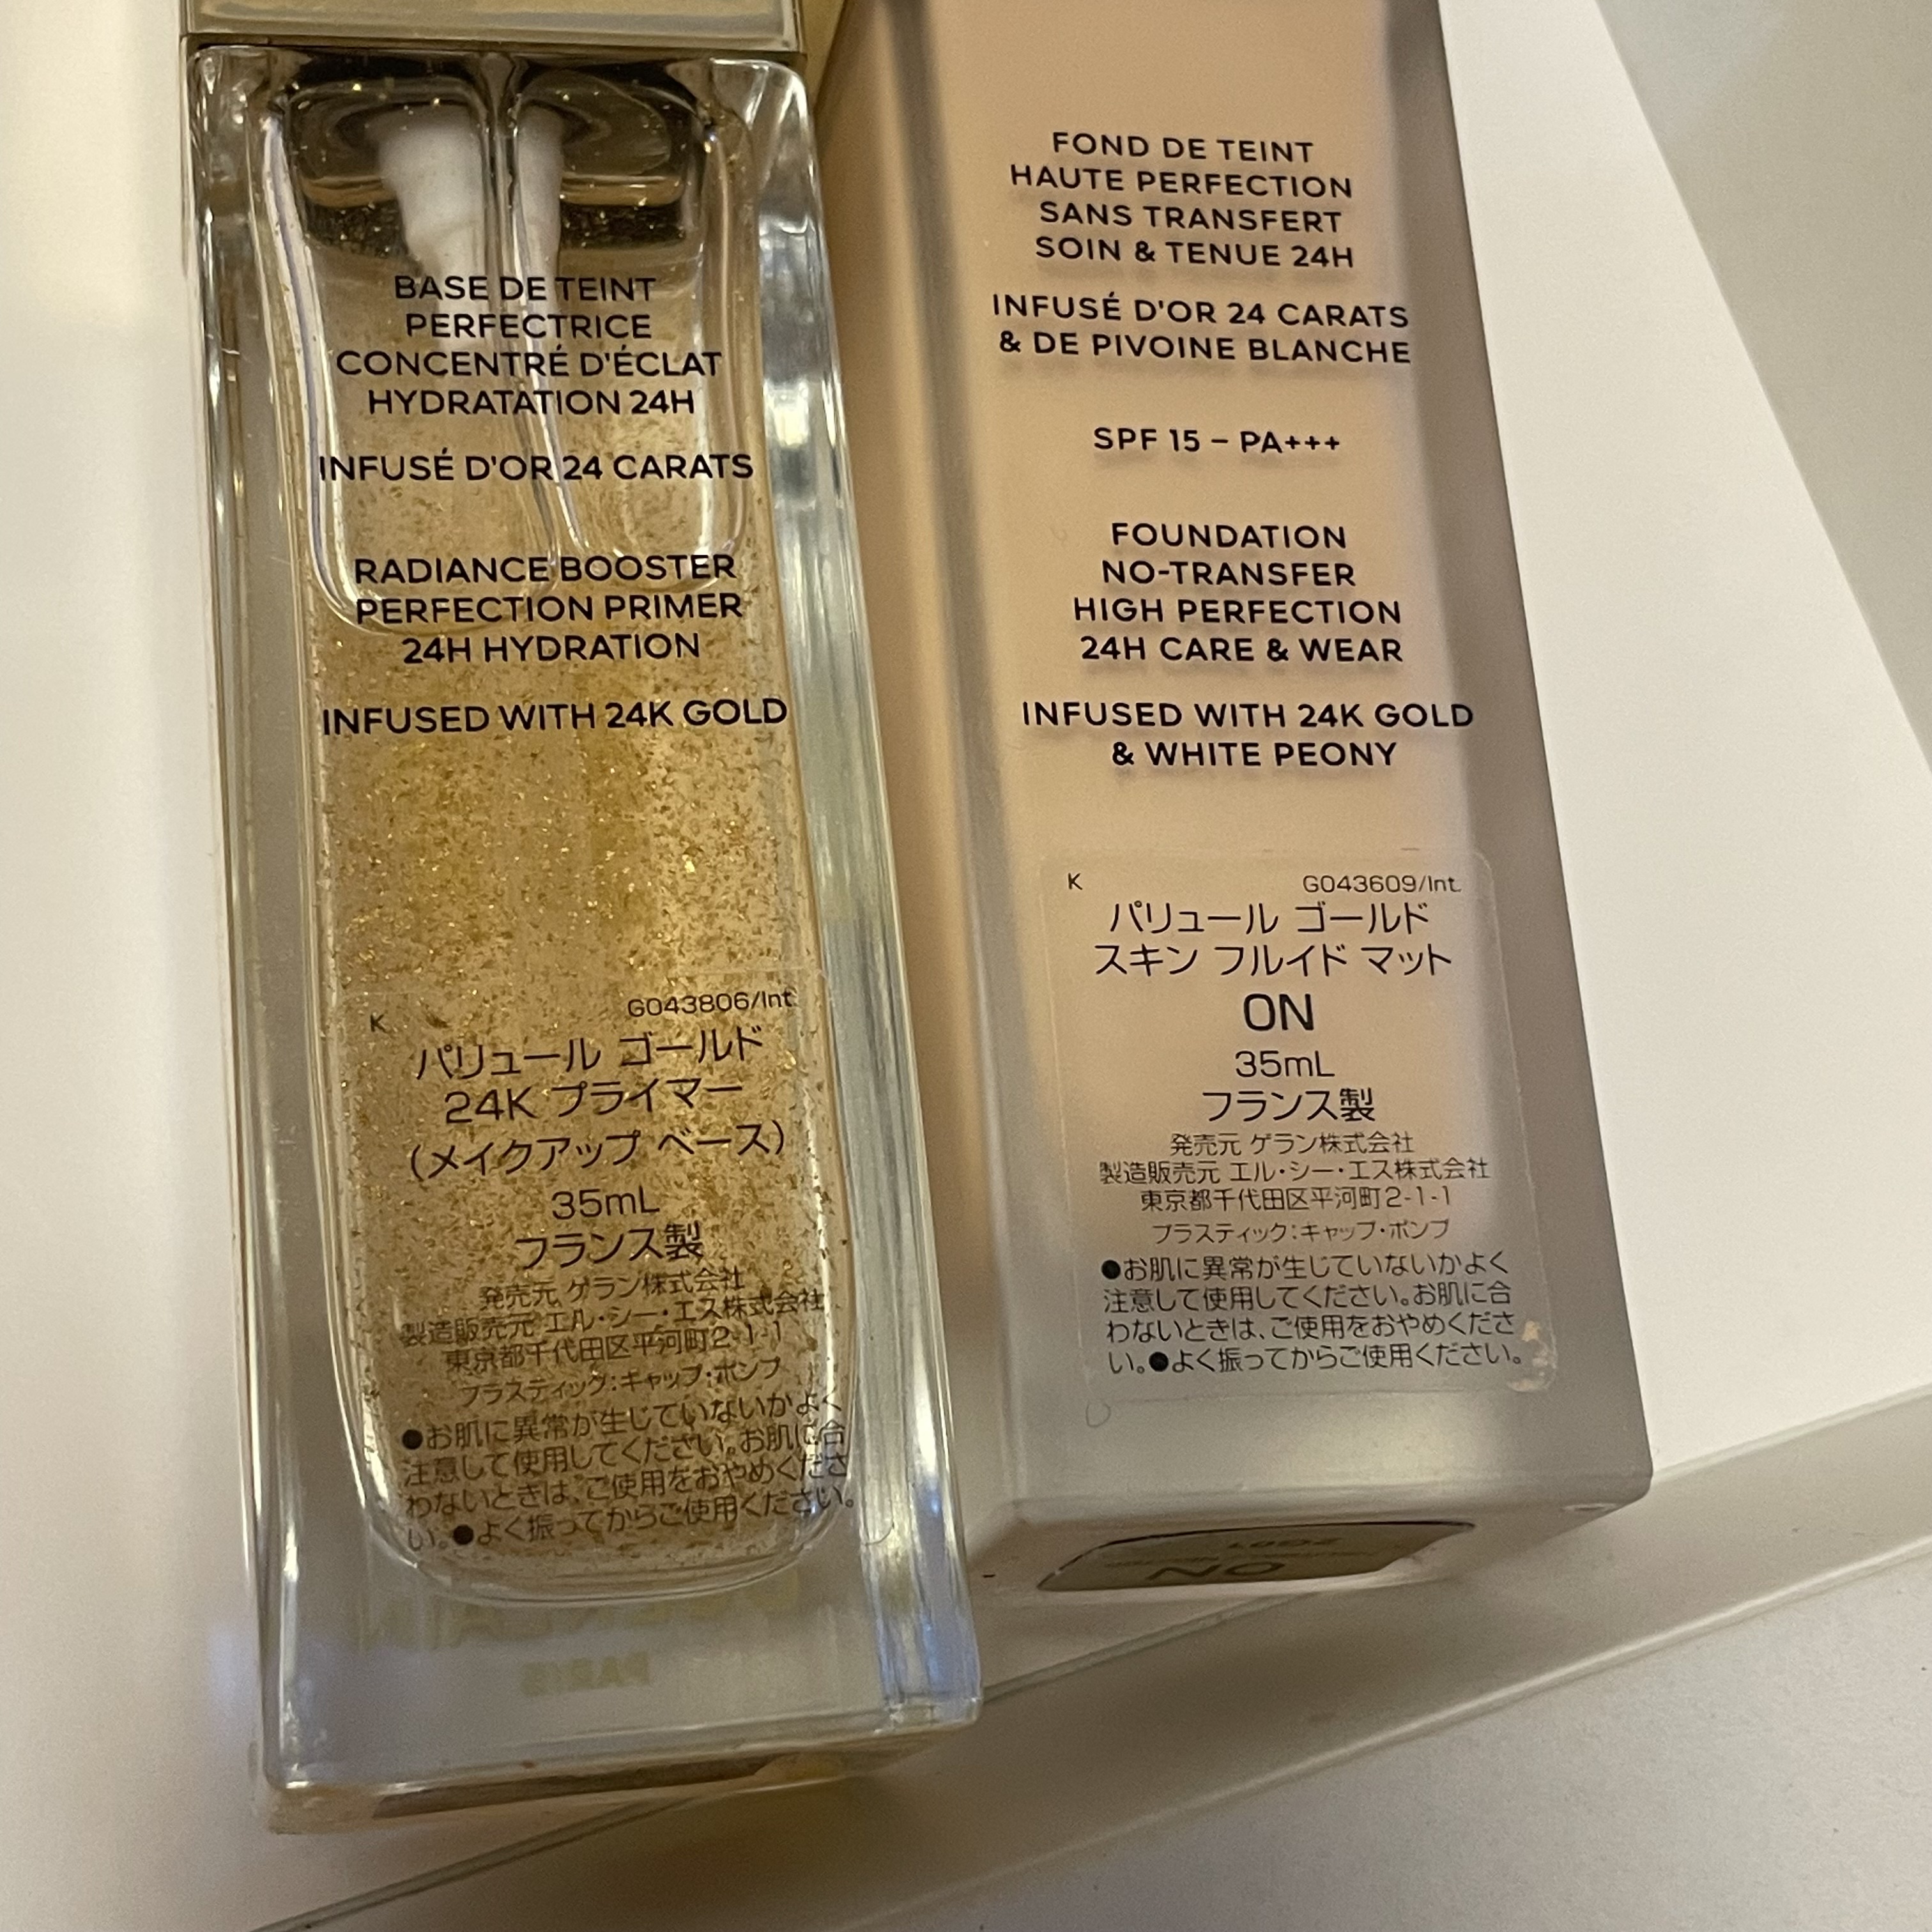 BASE DE TEINT
PERFECTRICE
CONCENTRÉ D'ÉCLAT
HYDRATATION 24H
INFUSÉ D'OR 24 CARATS
RADIANCE BOOSTER
PERFECTION PRIMER
24H HYDRATION
INFUSED WITH 24K GOLD
K
G043806/Int.
パリュール ゴールド
24K プライマー
(メイクアップ ベース)
35mL
フランス製
発売元 ゲラン株式会社
製造販売元 エル・シー・エス株式会社
東京都千代田区平河町2-1-1
プラスティック:キャップ・ポンプ
●お肌に異常が生じていないかよく
注意して使用してください。お肌に合
わないときは、ご使用をおやめくださ
い。●よく振ってからご使用ください。
PARIS
FOND DE TEINT
HAUTE PERFECTION
SANS TRANSFERT
SOIN & TENUE 24H
INFUSÉ D'OR 24 CARATS
& DE PIVOINE BLANCHE
SPF 15 – PA+++
FOUNDATION
NO-TRANSFER
HIGH PERFECTION
24H CARE & WEAR
INFUSED WITH 24K GOLD
& WHITE PEONY
K
G043609/Int.
パリュール ゴールド
スキン フルイド マット
0N
35mL
フランス製
発売元 ゲラン株式会社
製造販売元 エル・シー・エス株式会社
東京都千代田区平河町2-1-1
プラスティック:キャップ・ポンプ
●お肌に異常が生じていないかよく
注意して使用してください。お肌に合
わないときは、ご使用をおやめくださ
い。●よく振ってからご使用ください。
0N